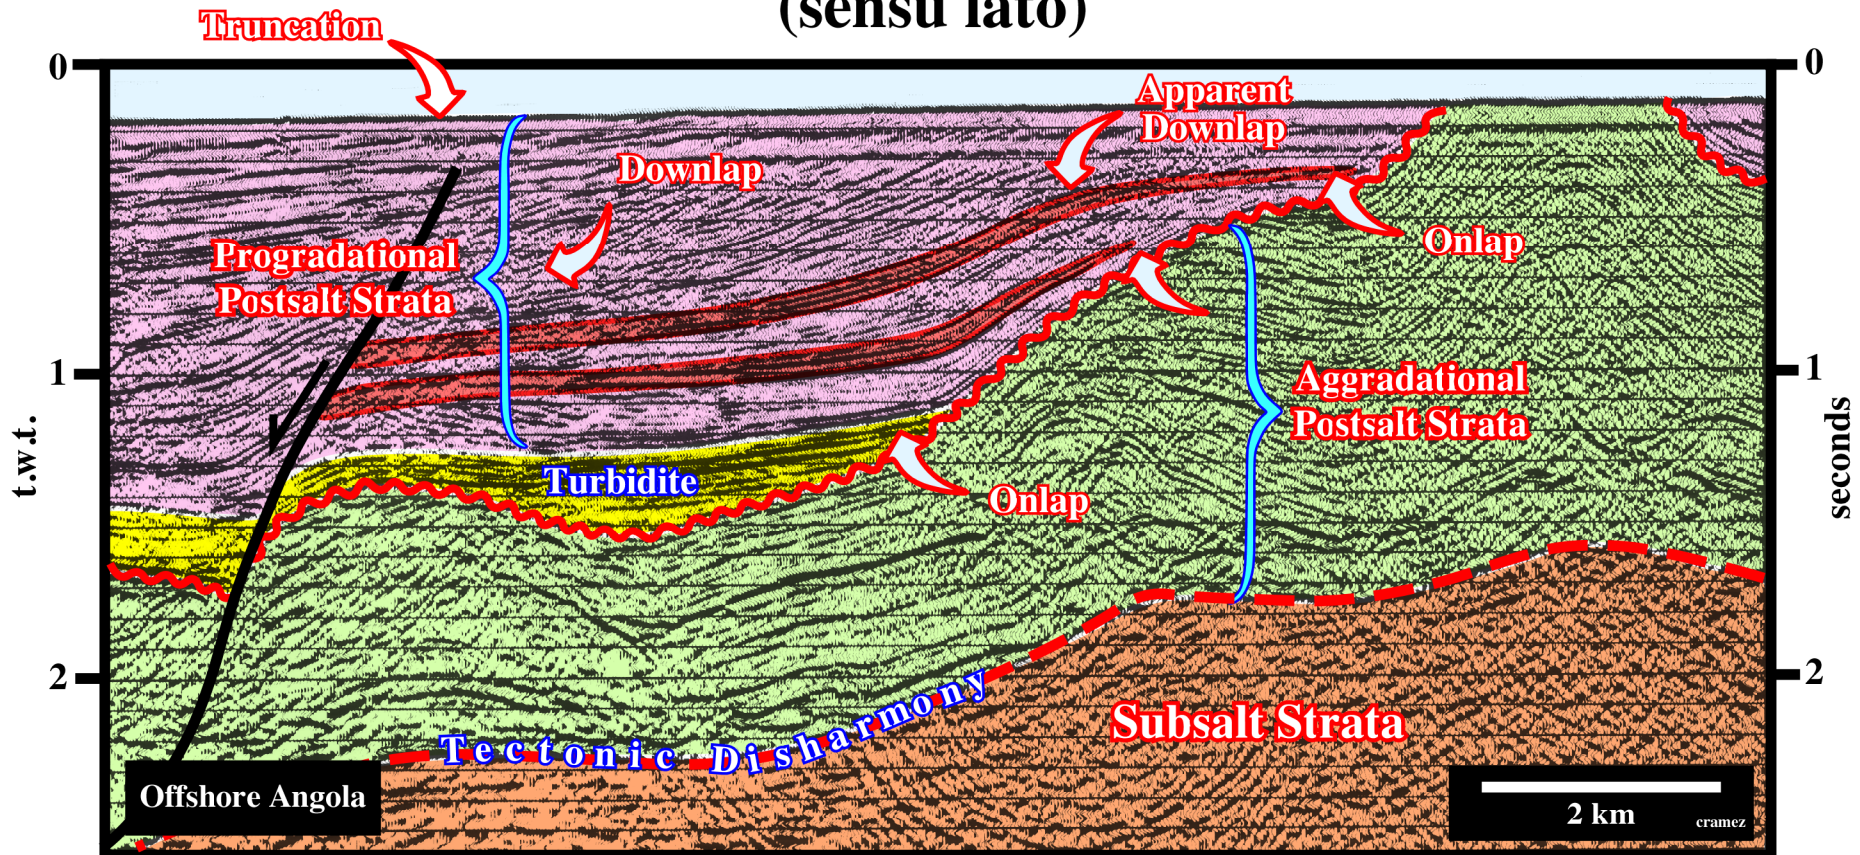 (sensu lato)
Truncation
0
0
Apparent
Downlap
Downlap
Onlap
Progradational
Postsalt Strata
1
1
Aggradational
Postsalt Strata
t.w.t.
seconds
Turbidite
Onlap
2
2
Tectonic Disharmony
Subsalt Strata
Offshore Angola
2 km
cramez